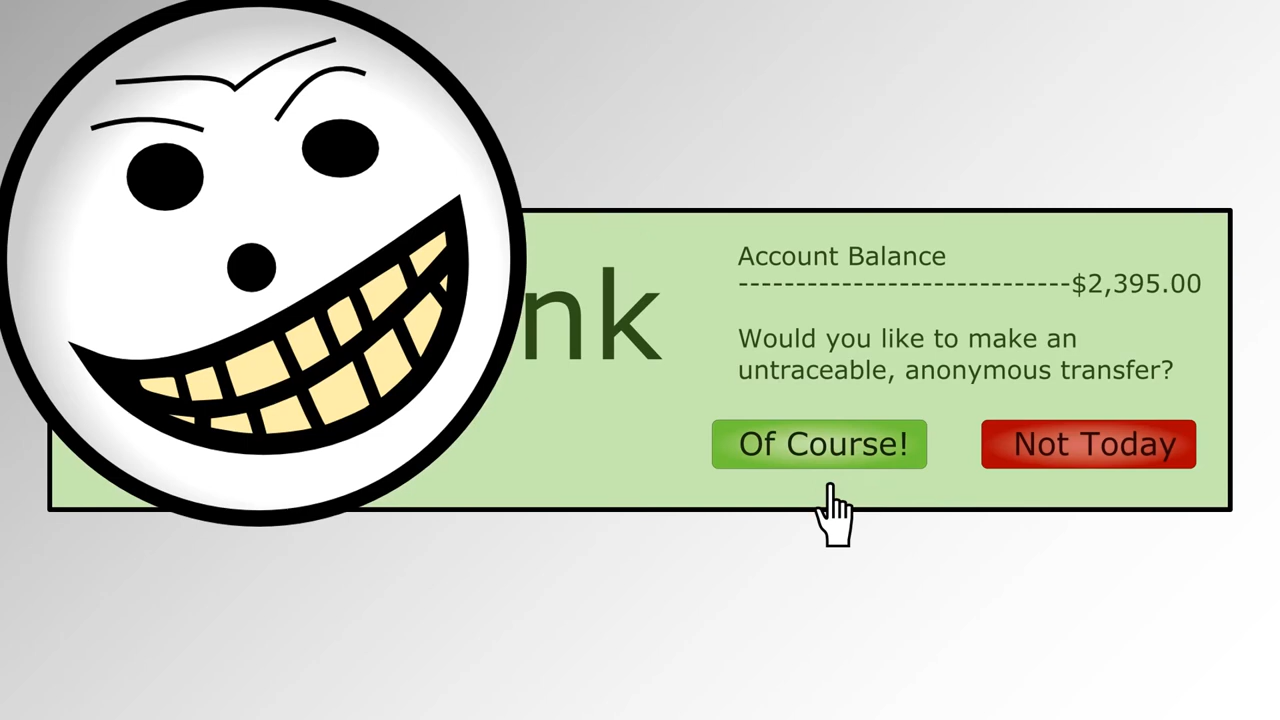 nk
Account Balance
----------------------------$2,395.00
Would you like to make an
untraceable, anonymous transfer?
Of Course!
Not Today